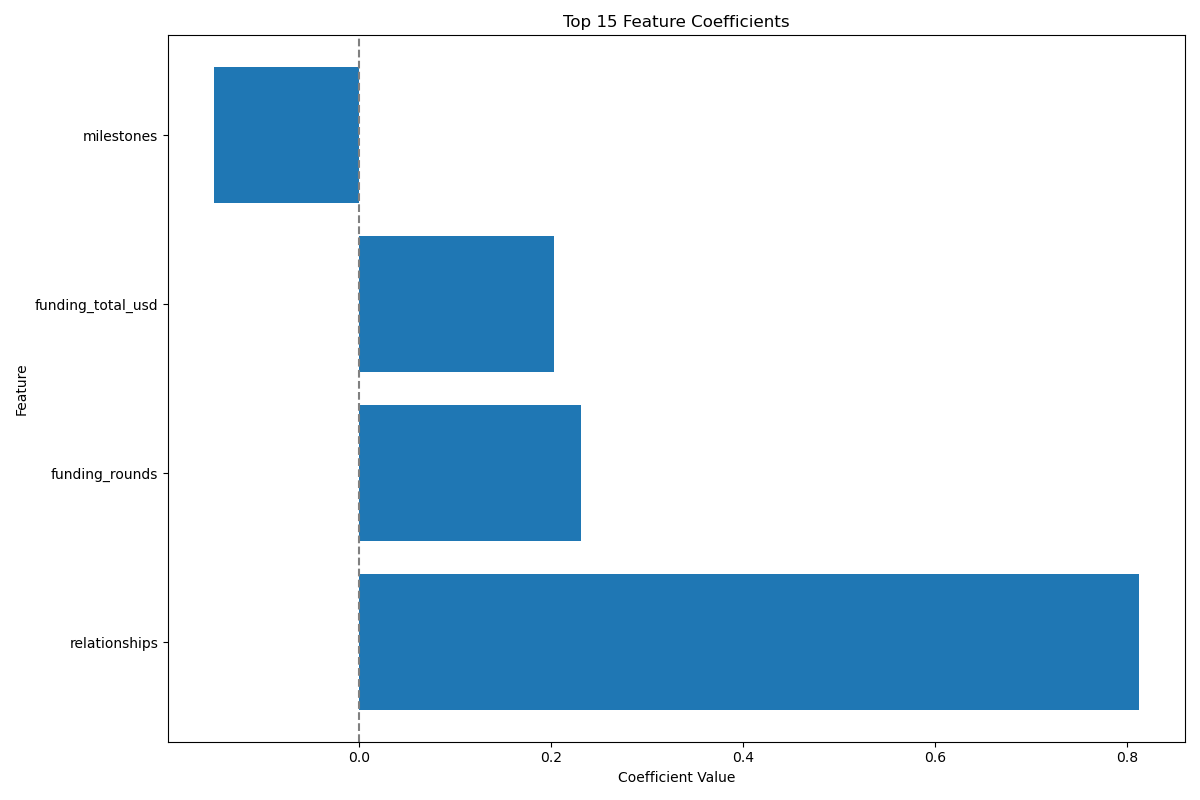 Top 15 Feature Coefficients
milestones
funding_total_usd
funding_rounds
relationships
Feature
0.0 0.2 0.4 0.6 0.8
Coefficient Value